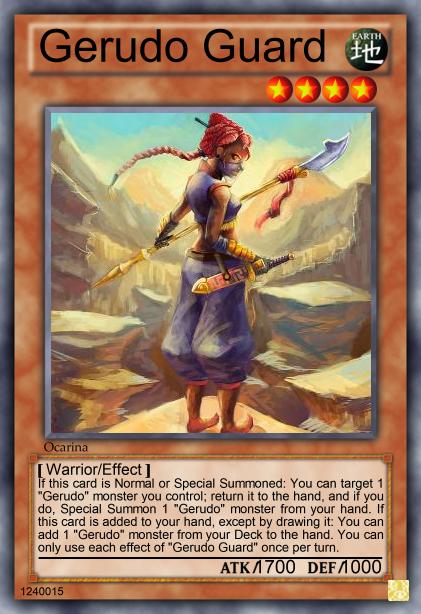 Gerudo Guard
EARTH
地
Ocarina
[ Warrior/Effect ]
If this card is Normal or Special Summoned: You can target 1
"Gerudo" monster you control; return it to the hand, and if you
do, Special Summon 1 "Gerudo" monster from your hand. If
this card is added to your hand, except by drawing it: You can
add 1 "Gerudo" monster from your Deck to the hand. You can
only use each effect of "Gerudo Guard" once per turn.
ATK/1700 DEF/1000
1240015